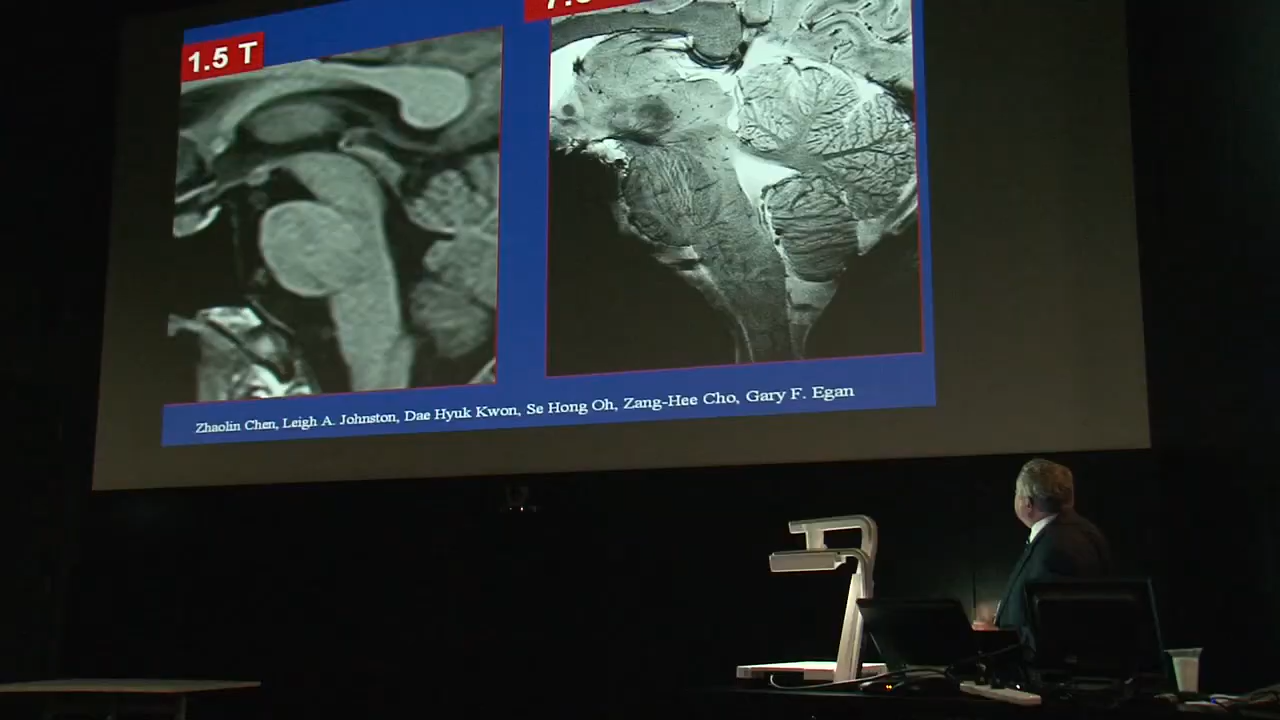 1.5 T
Zhaolin Chen, Leigh A. Johnston, Dae Hyuk Kwon, Se Hong Oh, Zang-Hee Cho, Gary F. Egan